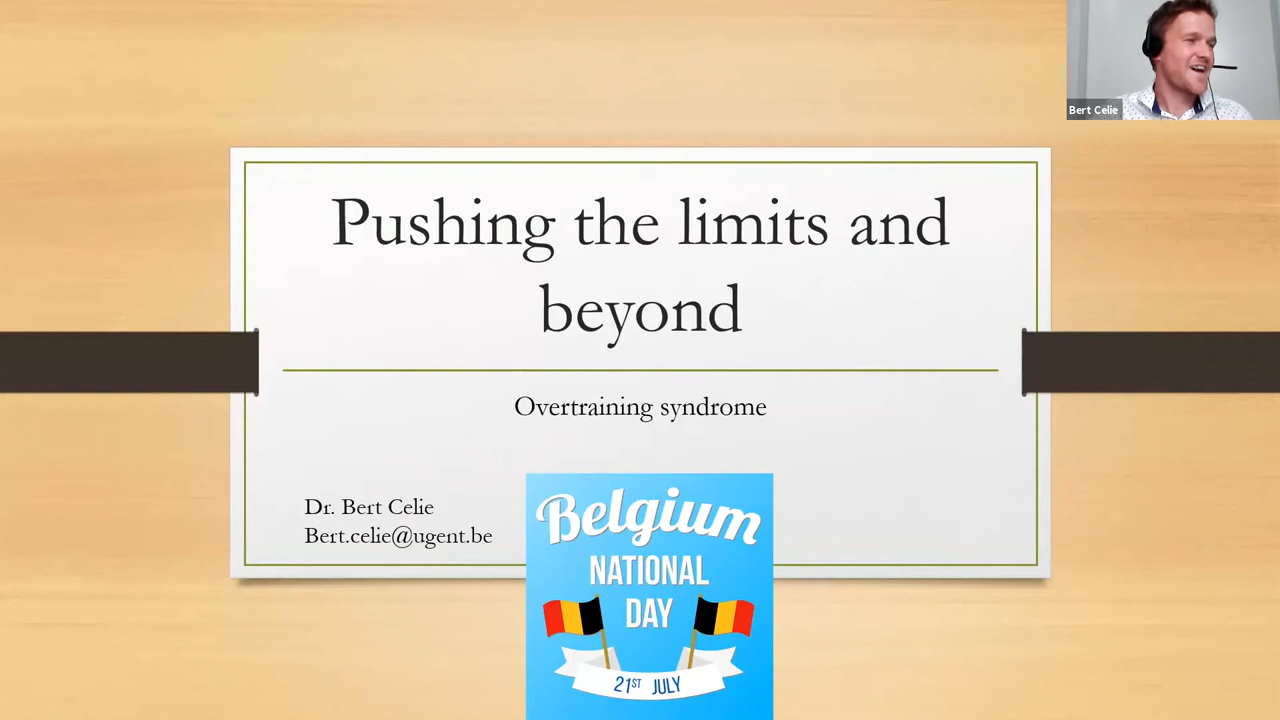 Bert Celie
Pushing the limits and
beyond
Overtraining syndrome
Dr. Bert Celie
Bert.celie@ugent.be
Belgium
NATIONAL
DAY
21ST JULY